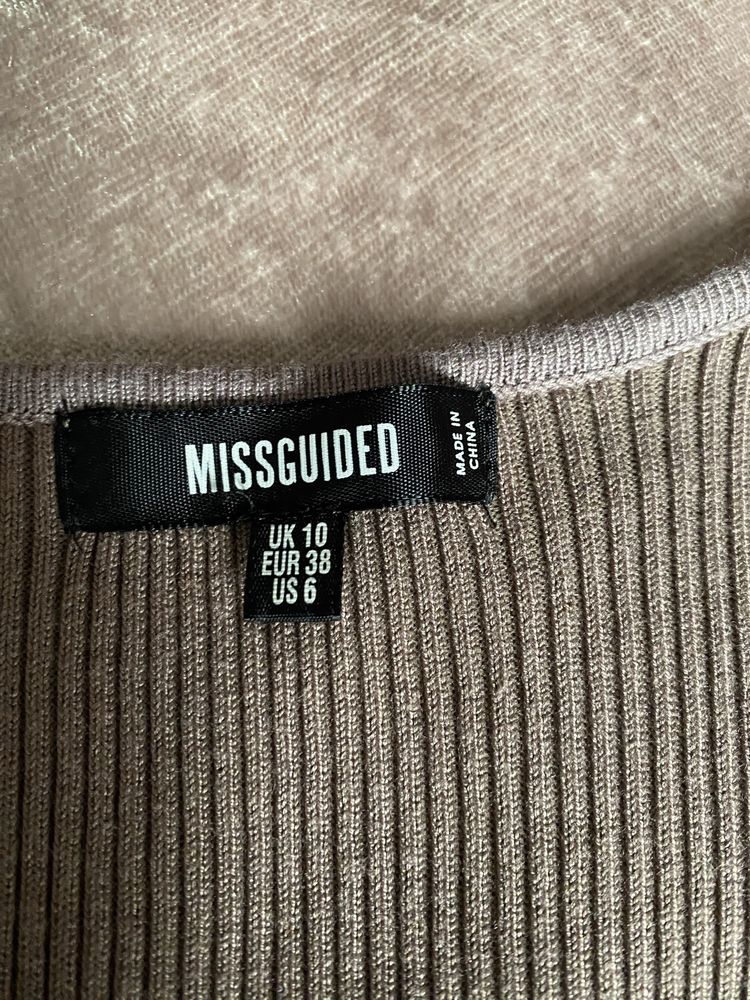 MISSGUIDED
MADE IN
CHINA
UK 10
EUR 38
US 6